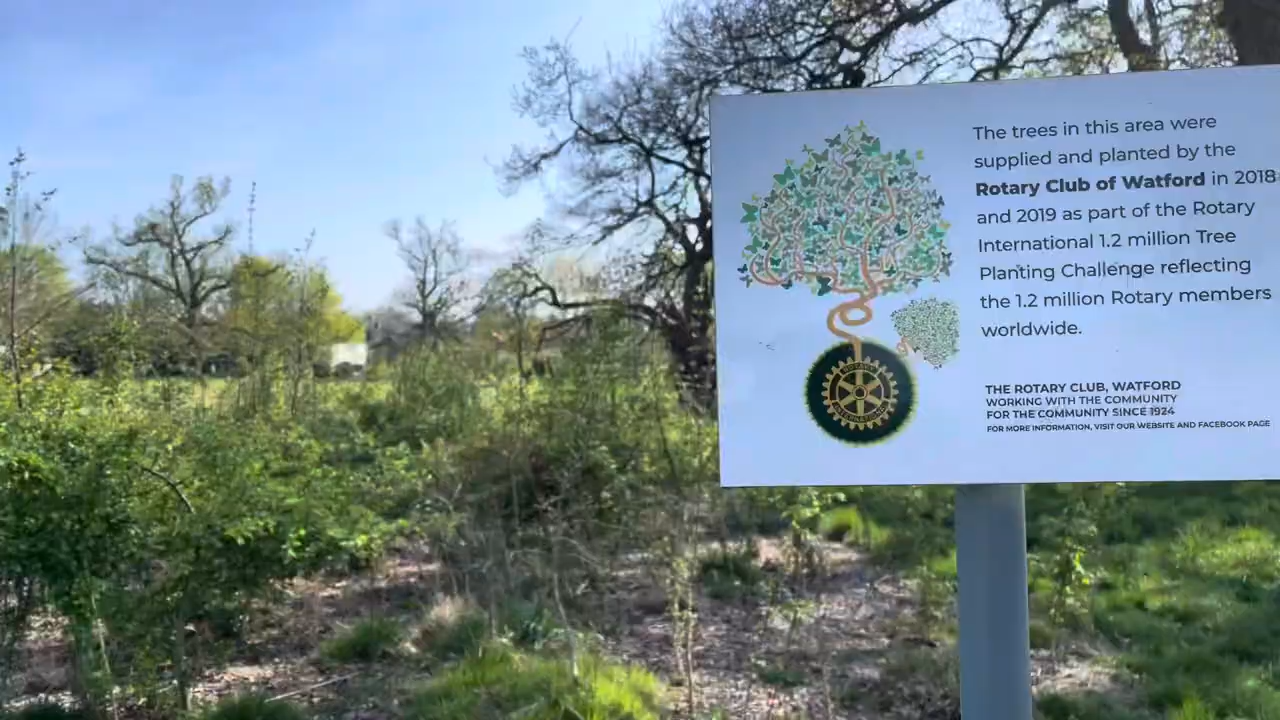 The trees in this area were
supplied and planted by the
Rotary Club of Watford in 2018
and 2019 as part of the Rotary
International 1.2 million Tree
Planting Challenge reflecting
the 1.2 million Rotary members
worldwide.
ROTARY
INTERNATIONAL
THE ROTARY CLUB, WATFORD
WORKING WITH THE COMMUNITY
FOR THE COMMUNITY SINCE 1924
FOR MORE INFORMATION, VISIT OUR WEBSITE AND FACEBOOK PAGE